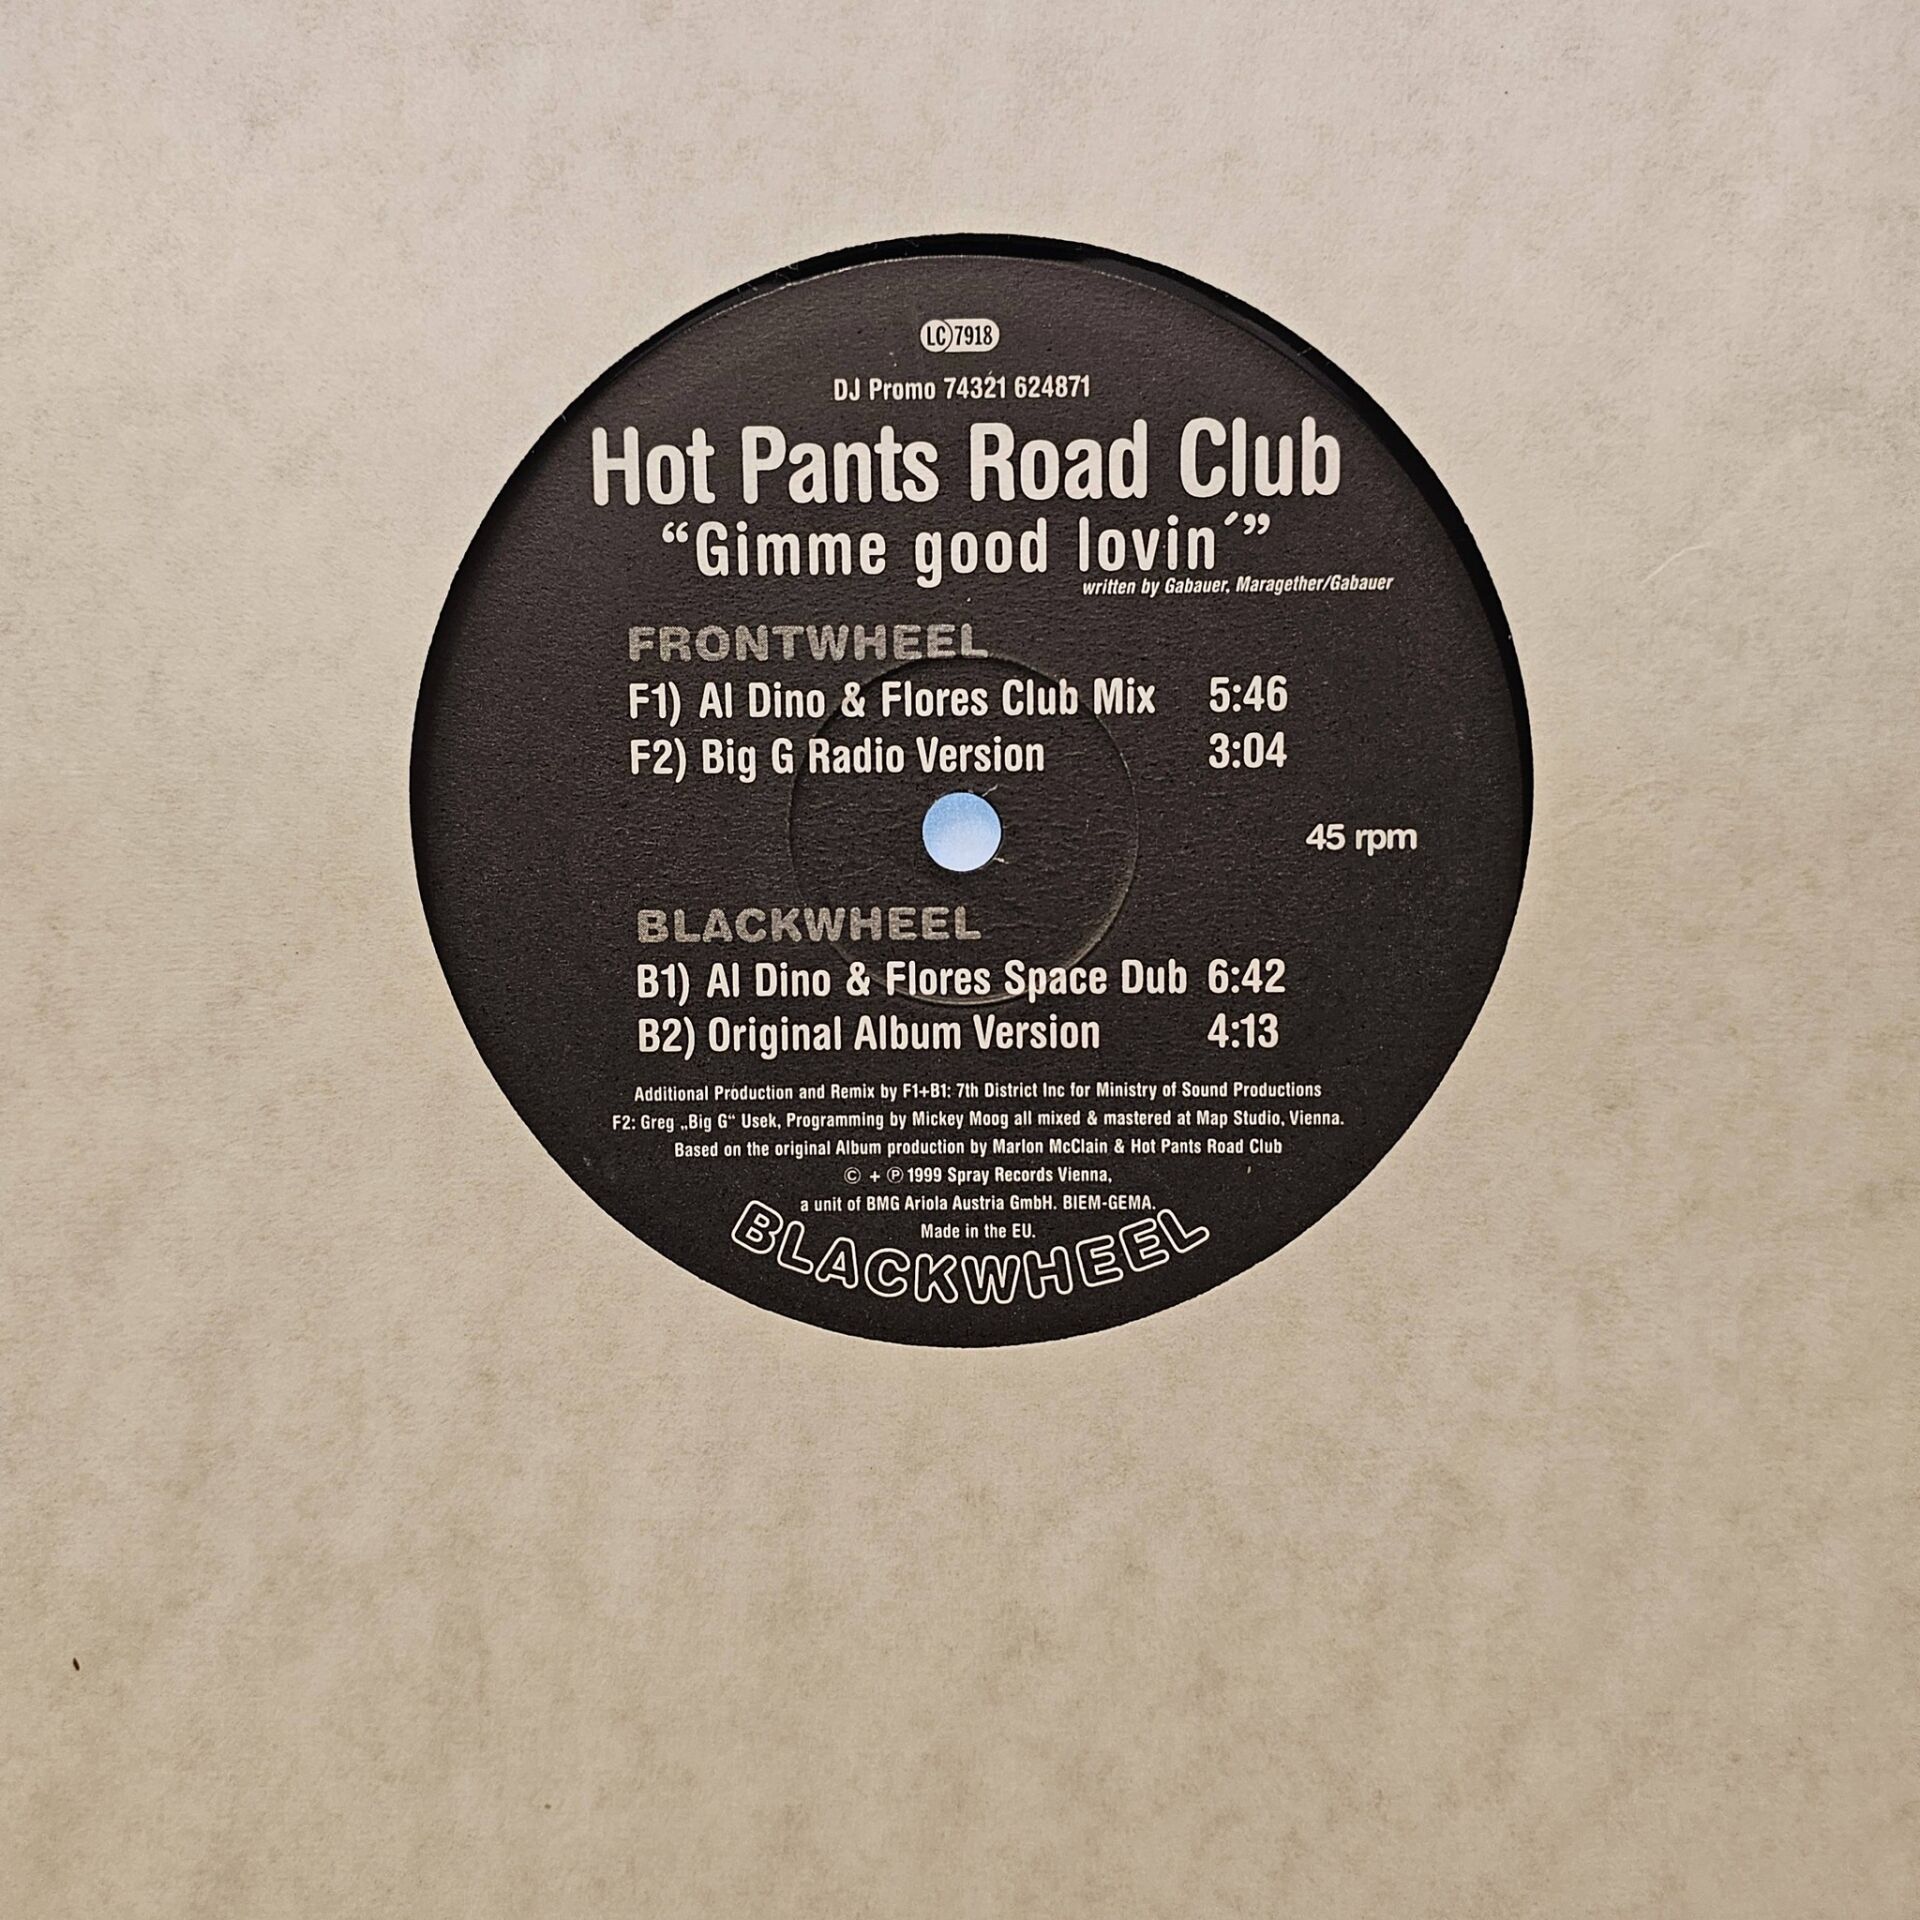 LC 7918
DJ Promo 74321 624871
Hot Pants Road Club
“Gimme good lovin´”
written by Gabauer, Maragether/Gabauer
FRONTWHEEL
F1) Al Dino & Flores Club Mix 5:46
F2) Big G Radio Version 3:04
45 rpm
BLACKWHEEL
B1) Al Dino & Flores Space Dub 6:42
B2) Original Album Version 4:13
Additional Production and Remix by F1+B1: 7th District Inc for Ministry of Sound Productions
F2: Greg „Big G“ Usek, Programming by Mickey Moog all mixed & mastered at Map Studio, Vienna.
Based on the original Album production by Marlon McClain & Hot Pants Road Club
© + ℗ 1999 Spray Records Vienna,
a unit of BMG Ariola Austria GmbH. BIEM-GEMA.
Made in the EU.
BLACKWHEEL